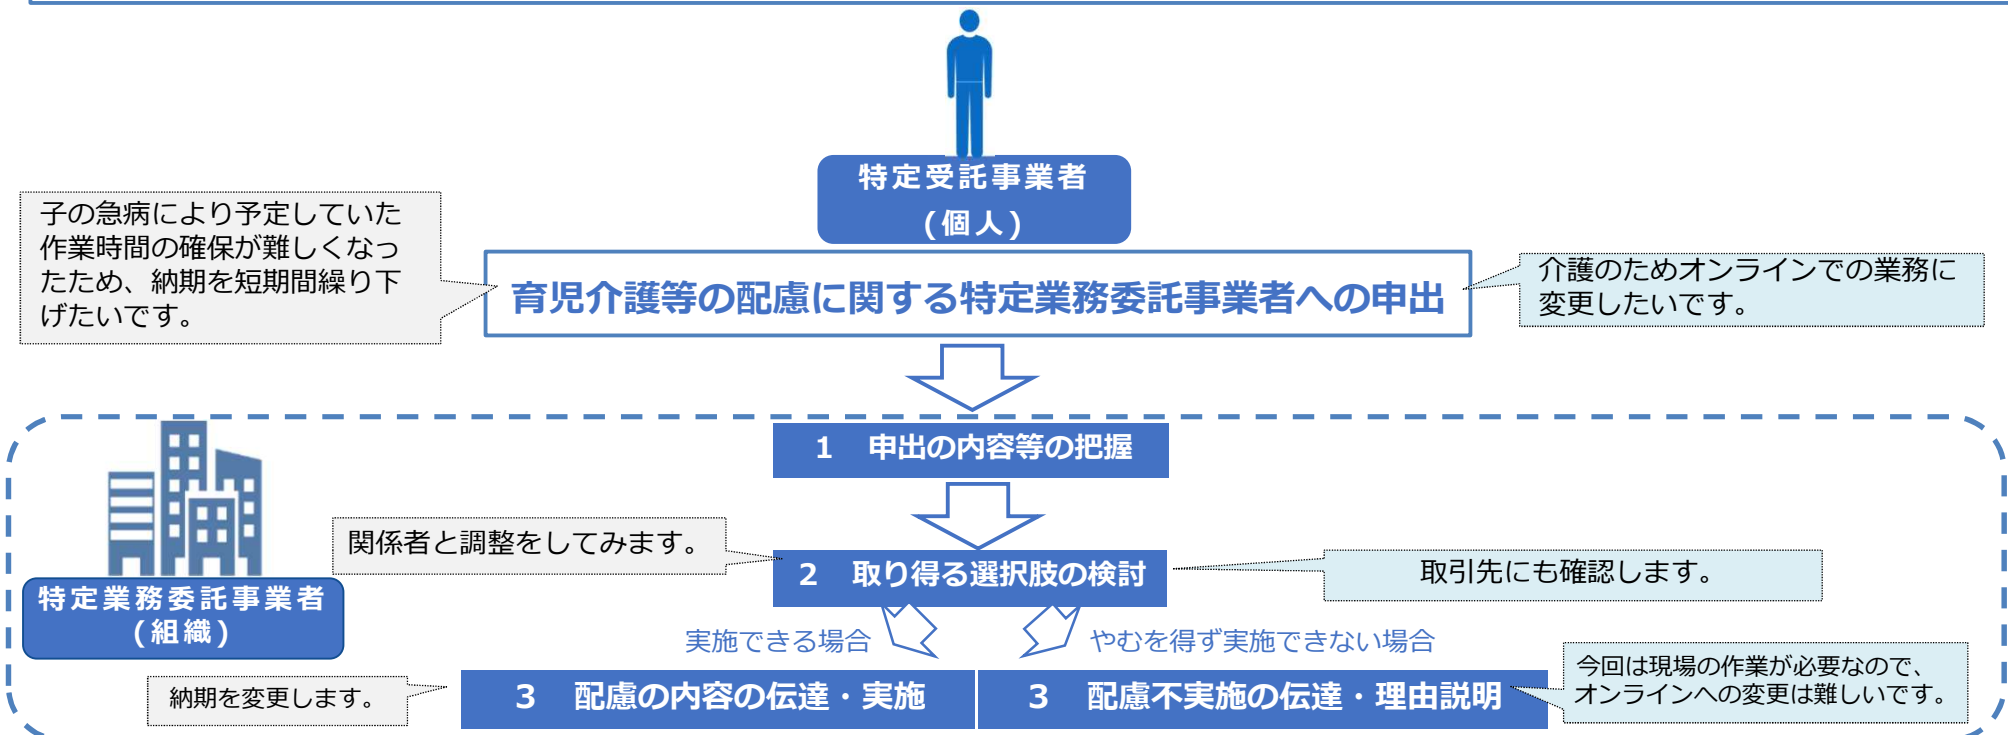 特定受託事業者
(個人)
子の急病により予定していた
作業時間の確保が難しくなっ
たため、納期を短期間繰り下
げたいです。
育児介護等の配慮に関する特定業務委託事業者への申出
介護のためオンラインでの業務に
変更したいです。
1 申出の内容等の把握
関係者と調整をしてみます。
2 取り得る選択肢の検討
取引先にも確認します。
特定業務委託事業者
(組織)
実施できる場合
やむを得ず実施できない場合
納期を変更します。
3 配慮の内容の伝達・実施
3 配慮不実施の伝達・理由説明
今回は現場の作業が必要なので、
オンラインへの変更は難しいです。